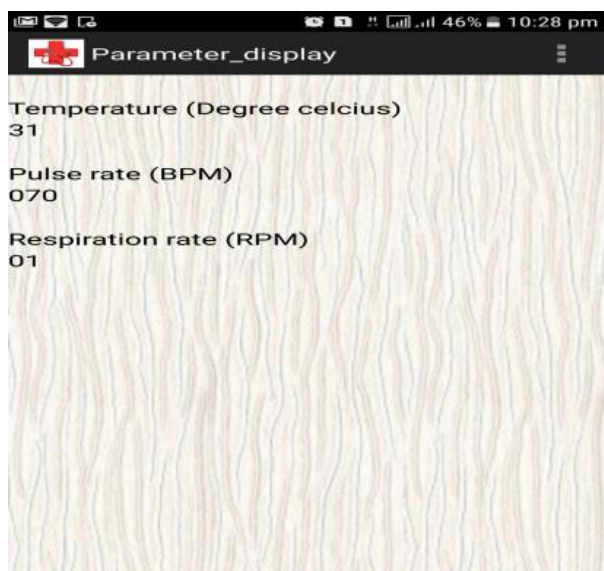 46% 10:28 pm
Parameter_display
Temperature (Degree celcius)
31
Pulse rate (BPM)
070
Respiration rate (RPM)
01